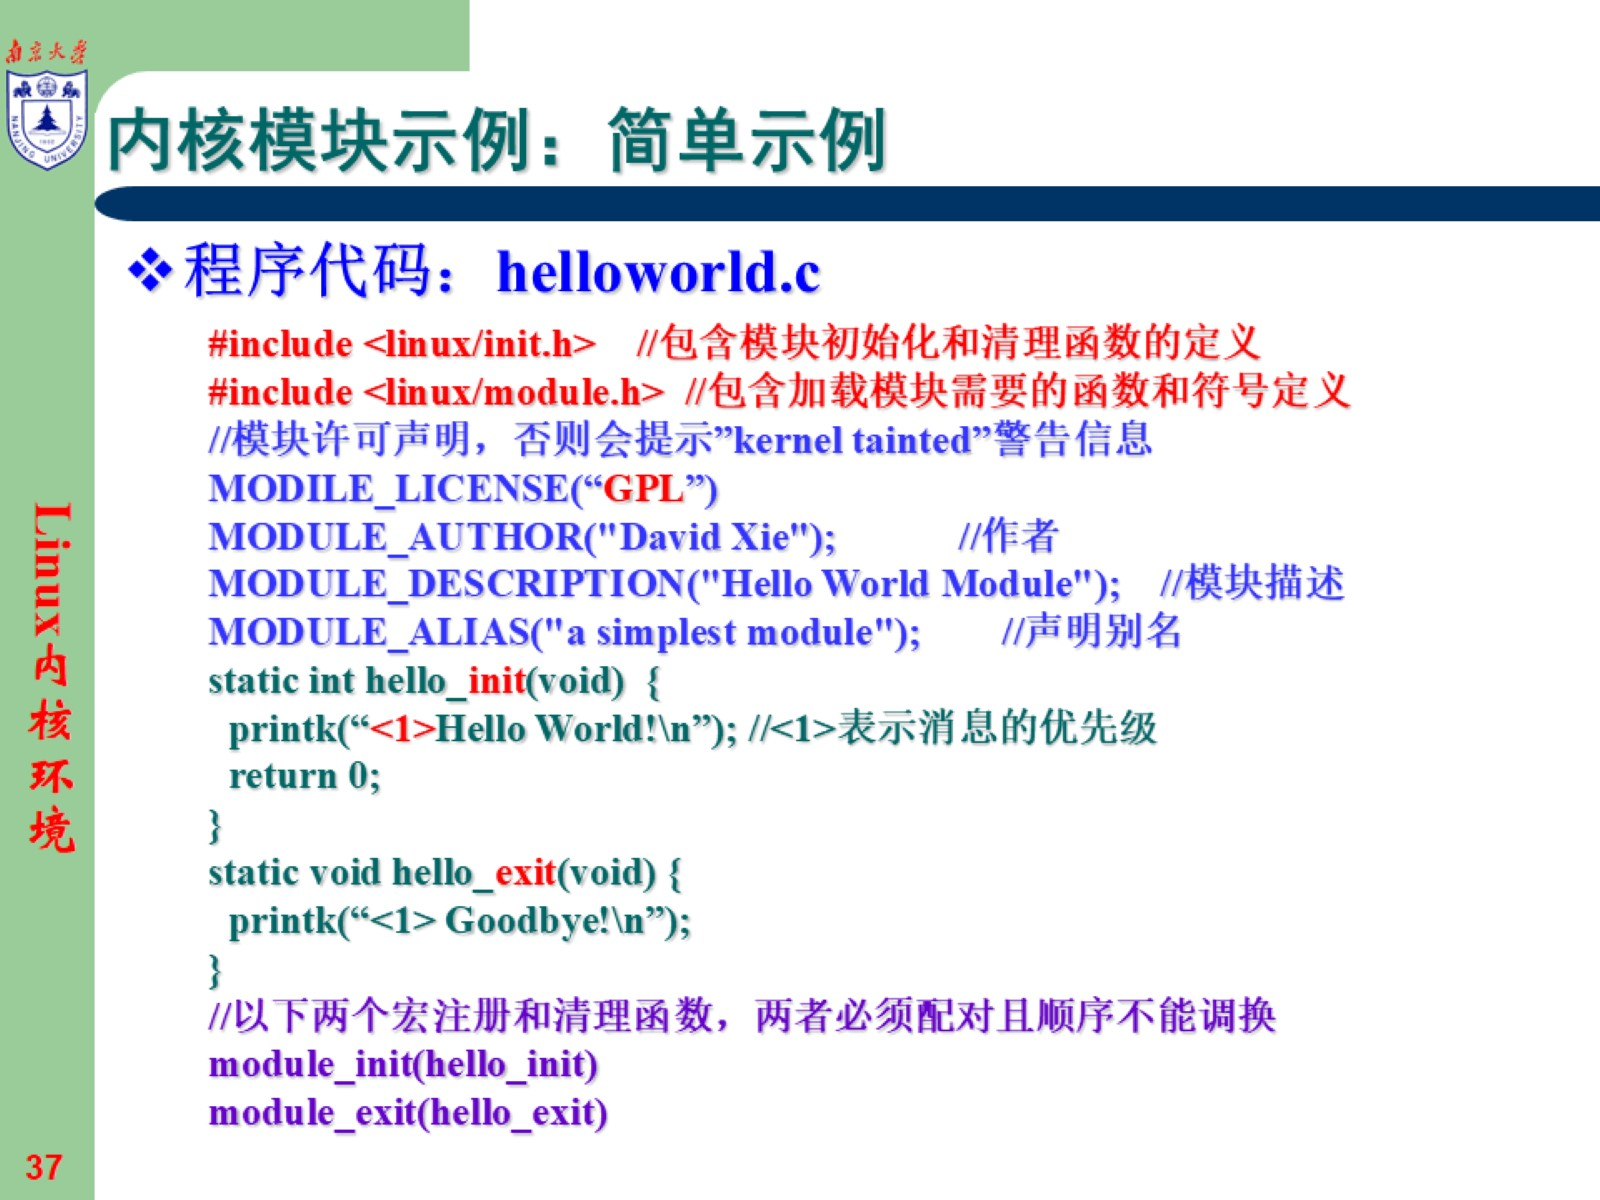 南京大学
NANJING UNIVERSITY
1902
内核模块示例：简单示例
❖程序代码：helloworld.c
#include <linux/init.h> //包含模块初始化和清理函数的定义
#include <linux/module.h> //包含加载模块需要的函数和符号定义
//模块许可声明，否则会提示”kernel tainted”警告信息
MODILE_LICENSE(“GPL”)
MODULE_AUTHOR("David Xie"); //作者
MODULE_DESCRIPTION("Hello World Module"); //模块描述
MODULE_ALIAS("a simplest module"); //声明别名
static int hello_init(void) {
printk(“<1>Hello World!\n”); //<1>表示消息的优先级
return 0;
}
static void hello_exit(void) {
printk(“<1> Goodbye!\n”);
}
//以下两个宏注册和清理函数，两者必须配对且顺序不能调换
module_init(hello_init)
module_exit(hello_exit)
Linux内核环境
37